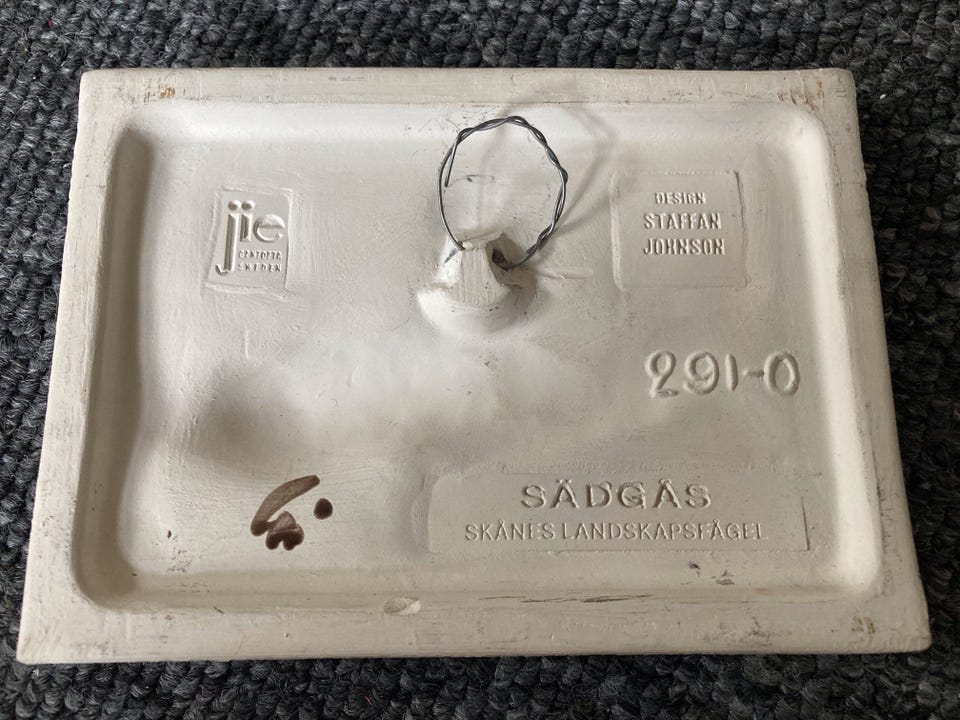 jie
GANTOFTA
SWEDEN
DESIGN
STAFFAN
JOHNSON
291-0
SÄDGÅS
SKÅNES LANDSKAPSFÅGEL